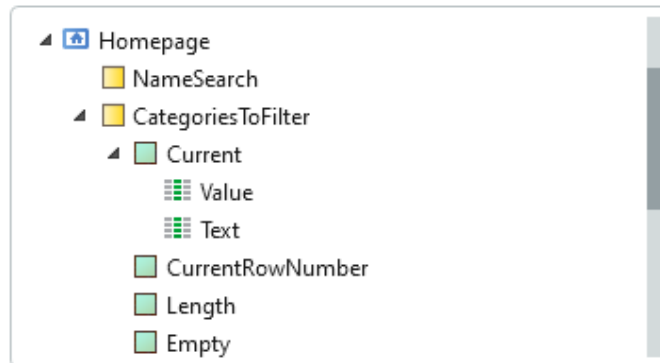 Homepage
NameSearch
CategoriesToFilter
Current
Value
Text
CurrentRowNumber
Length
Empty